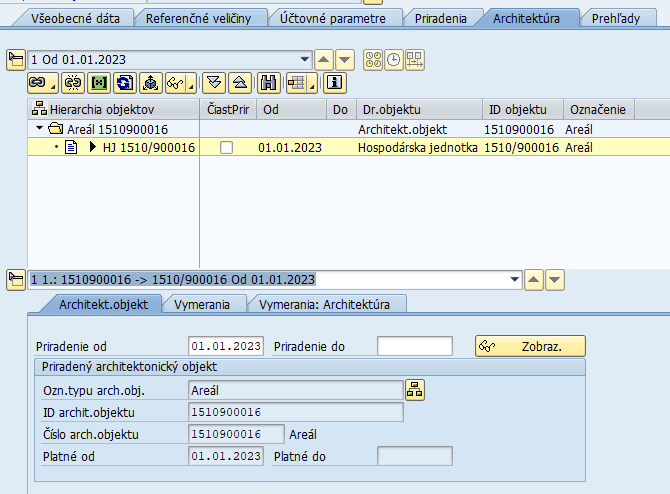 Všeobecné dáta Referenčné veličiny Účtovné parametre Priradenia Architektúra Prehľady
1 Od 01.01.2023
Hierarchia objektov ČiastPrir Od Do Dr.objektu ID objektu Označenie
Areál 1510900016 Architekt.objekt 1510900016 Areál
HJ 1510/900016 01.01.2023 Hospodárska jednotka 1510/900016 Areál
1 1.: 1510900016 -> 1510/900016 Od 01.01.2023
Architekt.objekt Vymerania Vymerania: Architektúra
Priradenie od 01.01.2023 Priradenie do Zobraz.
Priradený architektonický objekt
Ozn.typu arch.obj. Areál
ID archit.objektu 1510900016
Číslo arch.objektu 1510900016 Areál
Platné od 01.01.2023 Platné do